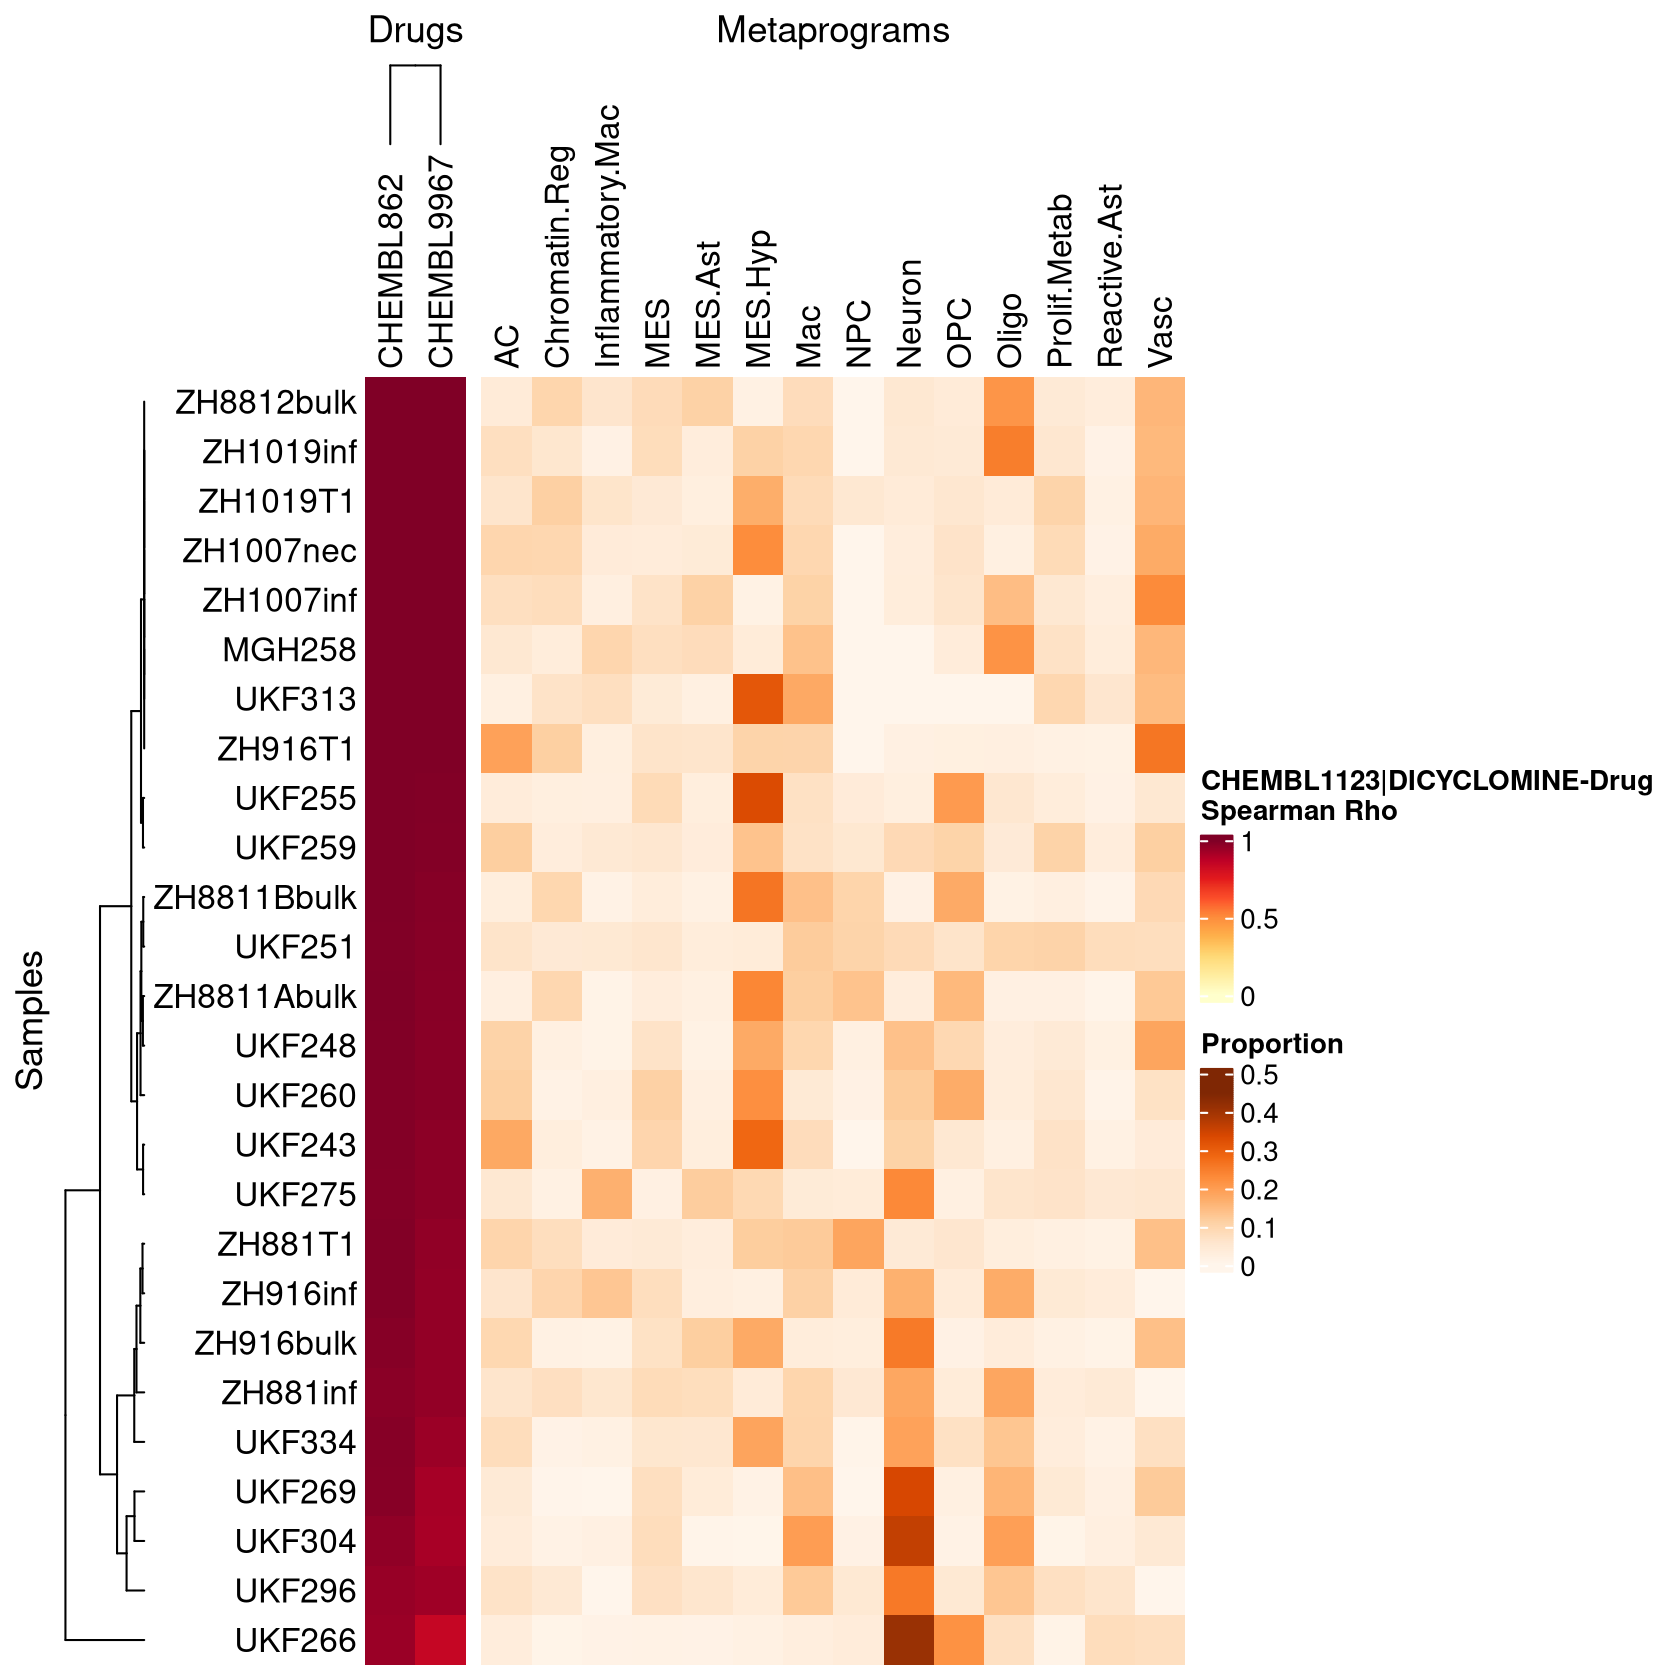 Drugs
Metaprograms
CHEMBL862
CHEMBL9967
AC
Chromatin.Reg
Inflammatory.Mac
MES
MES.Ast
MES.Hyp
Mac
NPC
Neuron
OPC
Oligo
Prolif.Metab
Reactive.Ast
Vasc
Samples
ZH8812bulk
ZH1019inf
ZH1019T1
ZH1007nec
ZH1007inf
MGH258
UKF313
ZH916T1
UKF255
UKF259
ZH8811Bbulk
UKF251
ZH8811Abulk
UKF248
UKF260
UKF243
UKF275
ZH881T1
ZH916inf
ZH916bulk
ZH881inf
UKF334
UKF269
UKF304
UKF296
UKF266
CHEMBL1123|DICYCLOMINE-Drug
Spearman Rho
1
0.5
0
Proportion
0.5
0.4
0.3
0.2
0.1
0